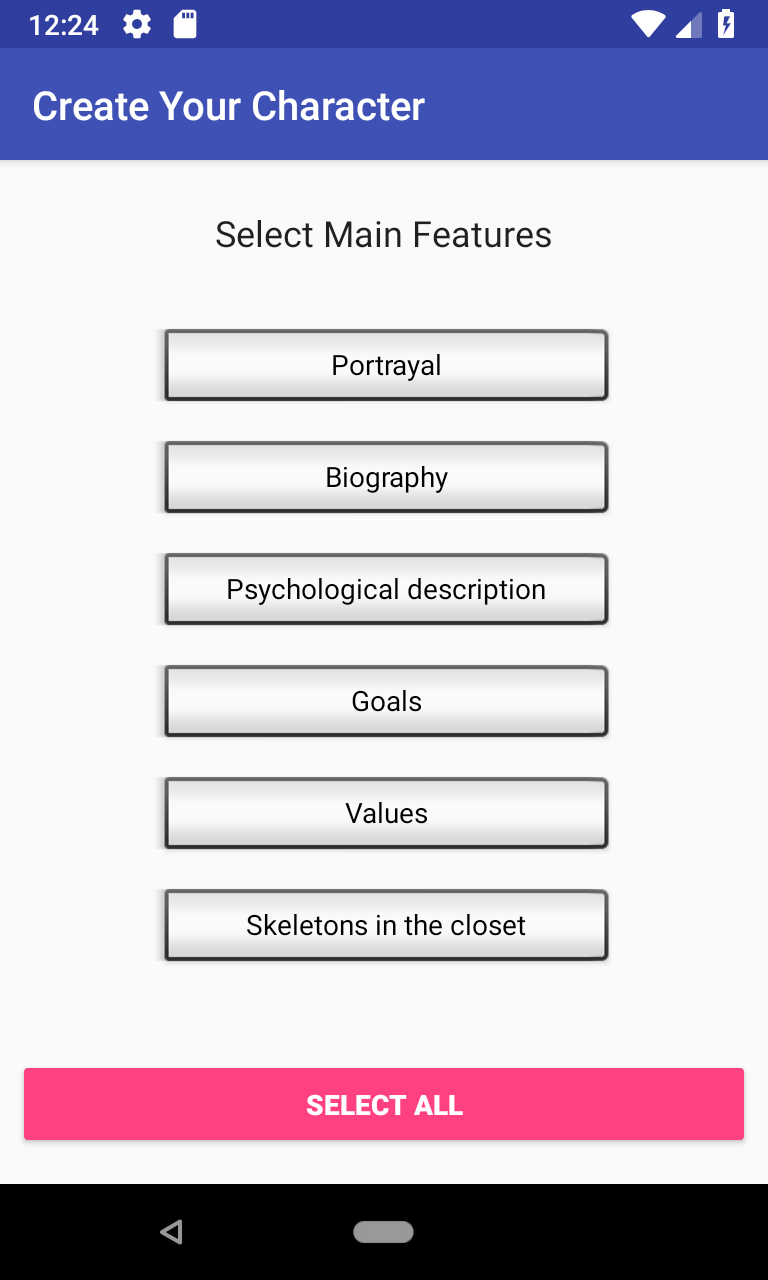 12:24
Create Your Character
Select Main Features
Portrayal
Biography
Psychological description
Goals
Values
Skeletons in the closet
SELECT ALL